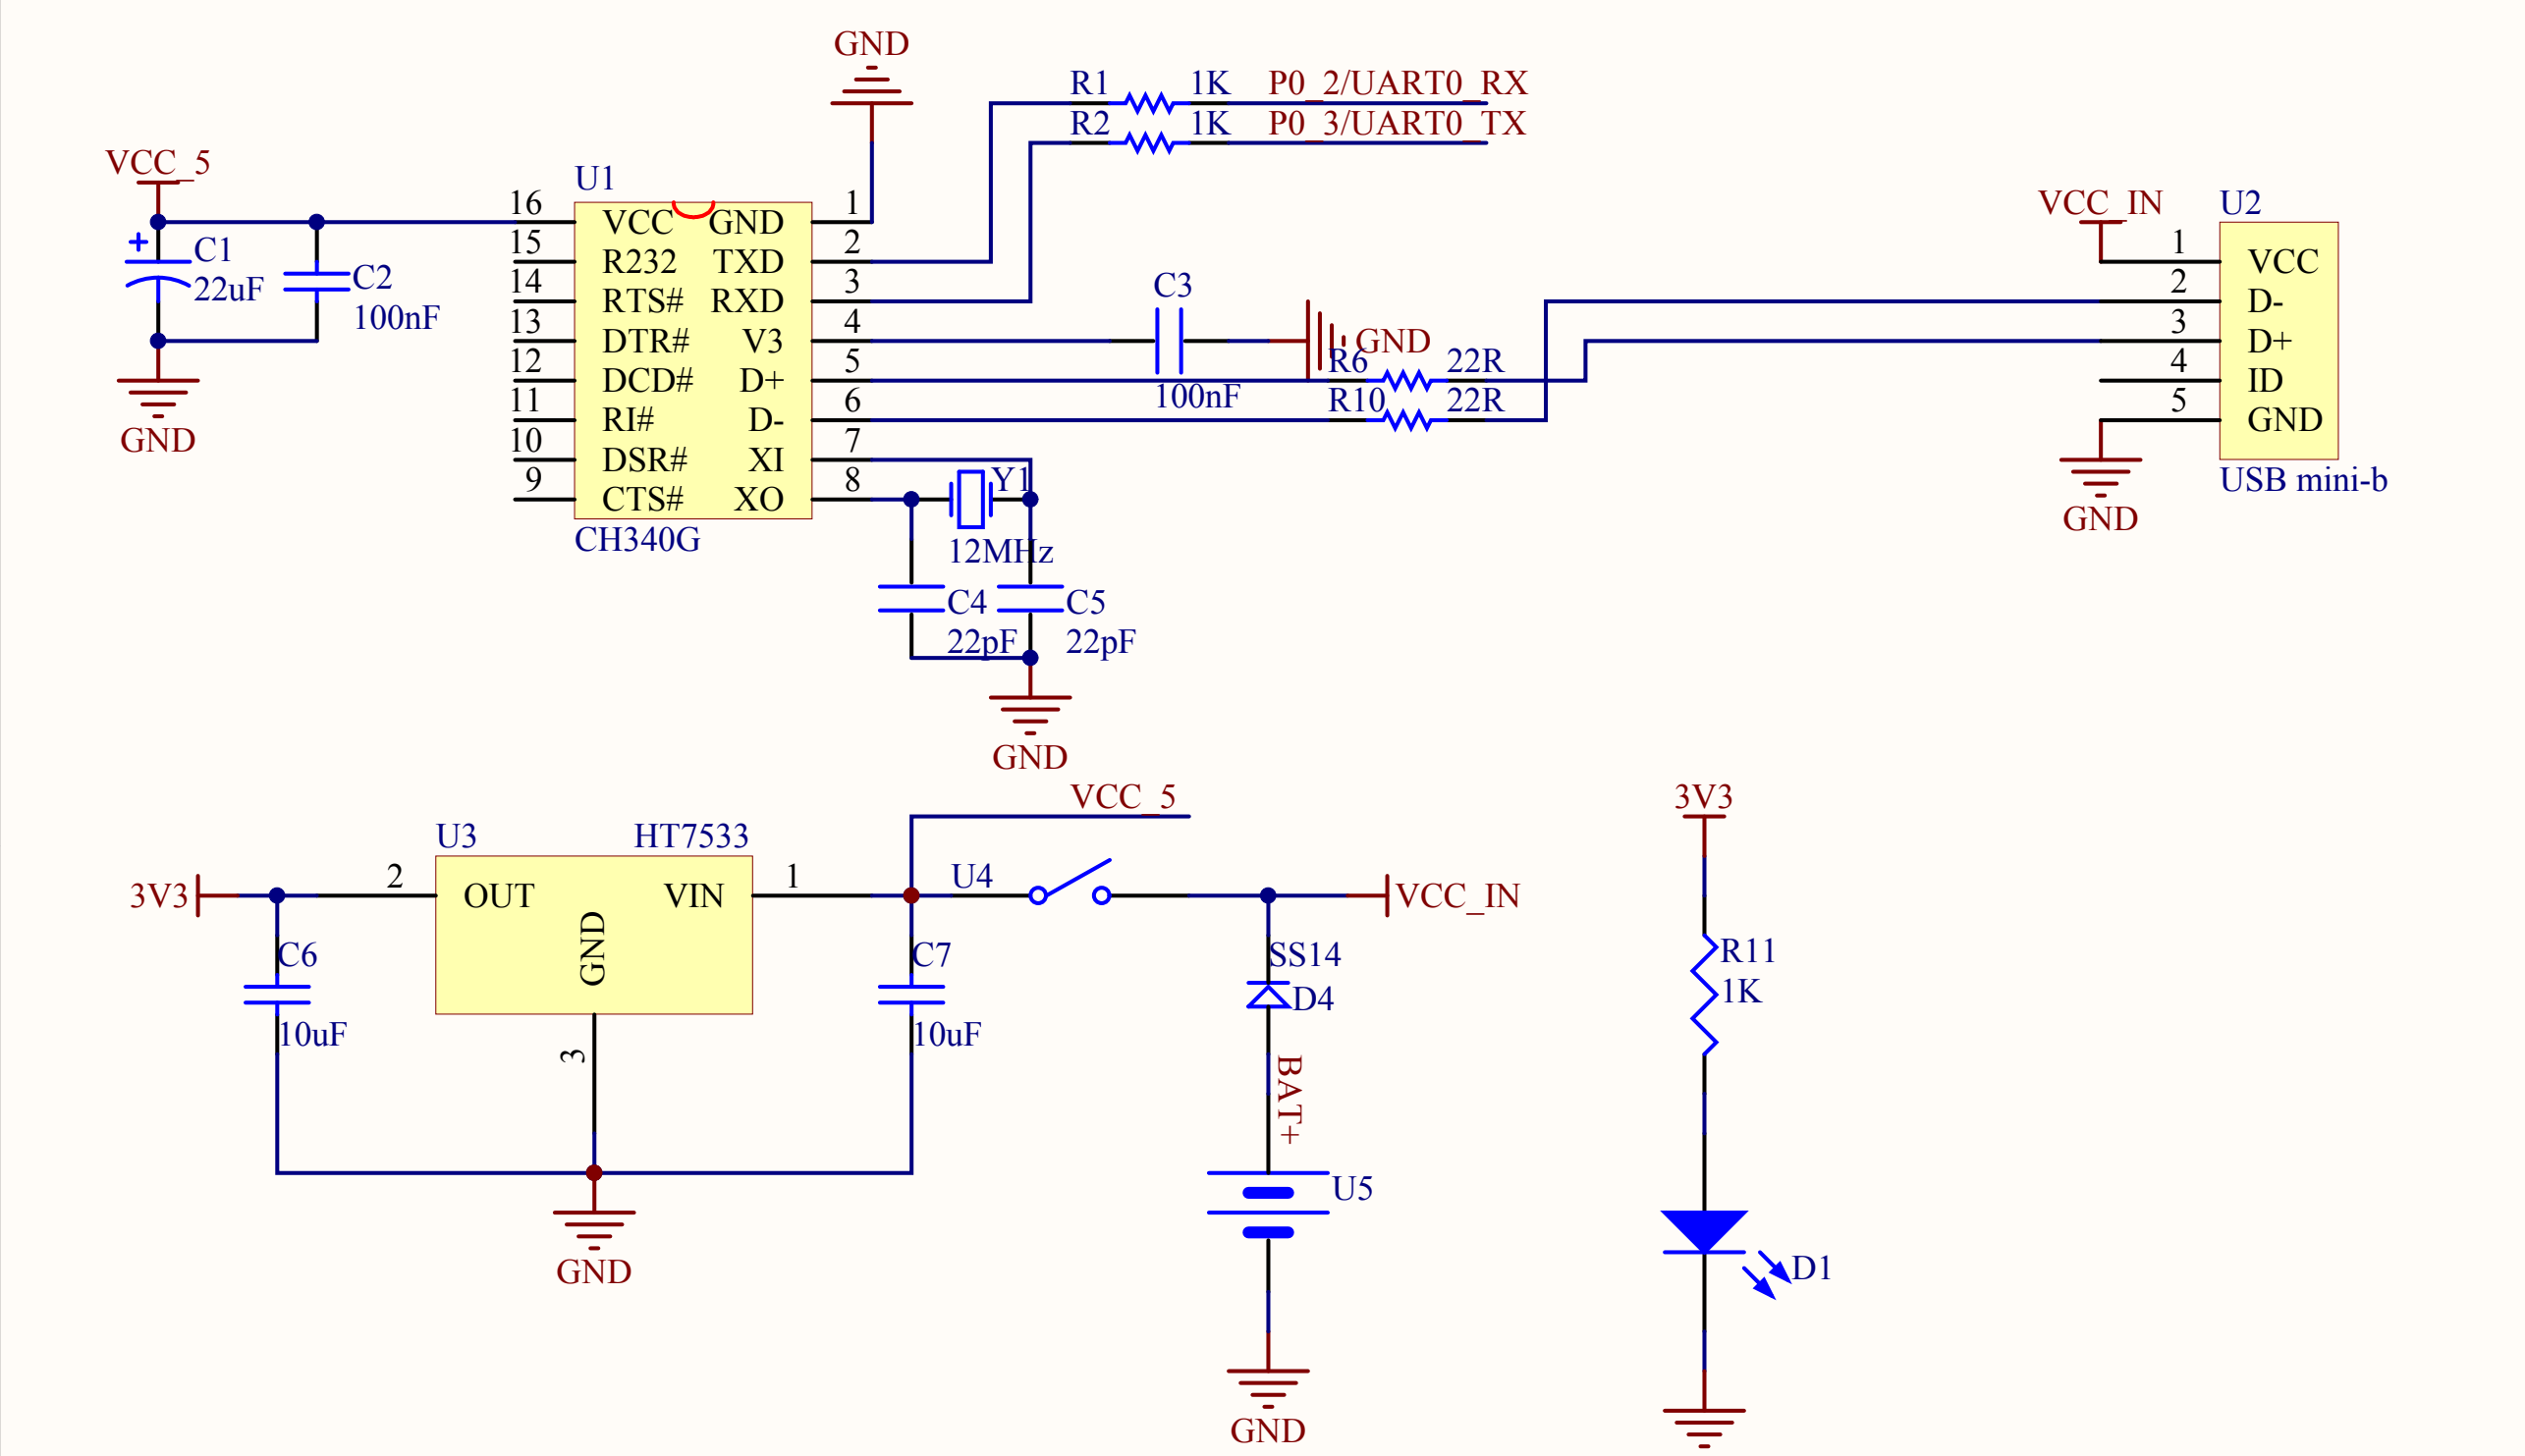 GND
R1 1K P0_2/UART0_RX
R2 1K P0_3/UART0_TX
VCC_5
C1
22uF
C2
100nF
GND
U1
16 VCC GND 1
15 R232 TXD 2
14 RTS# RXD 3
13 DTR# V3 4
12 DCD# D+ 5
11 RI# D- 6
10 DSR# XI 7
9 CTS# XO 8
CH340G
C3
100nF
GND
R6 22R
R10 22R
Y1
12MHz
C4
22pF
C5
22pF
GND
VCC_IN
U2
1 VCC
2 D-
3 D+
4 ID
5 GND
USB mini-b
GND
VCC_5
U3 HT7533
3V3 2 OUT VIN 1 U4 VCC_IN
GND
3
C6
10uF
C7
10uF
GND
SS14
D4
BAT+
U5
GND
3V3
R11
1K
D1